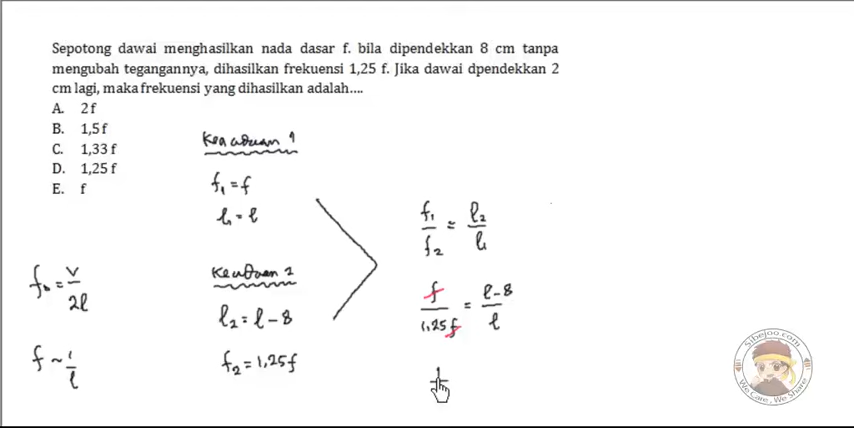 Sepotong dawai menghasilkan nada dasar f. bila dipendekkan 8 cm tanpa
mengubah tegangannya, dihasilkan frekuensi 1,25 f. Jika dawai dpendekkan 2
cm lagi, maka frekuensi yang dihasilkan adalah....
A. 2f
B. 1,5f
C. 1,33 f
D. 1,25 f
E. f
Keadaan 1
f₁ = f
l₁ = l
Keadaan 2
l₂ = l - 8
f₂ = 1,25f
f₀ = v/2l
f ~ 1/l
f₁/f₂ = l₂/l₁
f/1,25f = l-8/l
Sibejoo.com
We Care, We Share